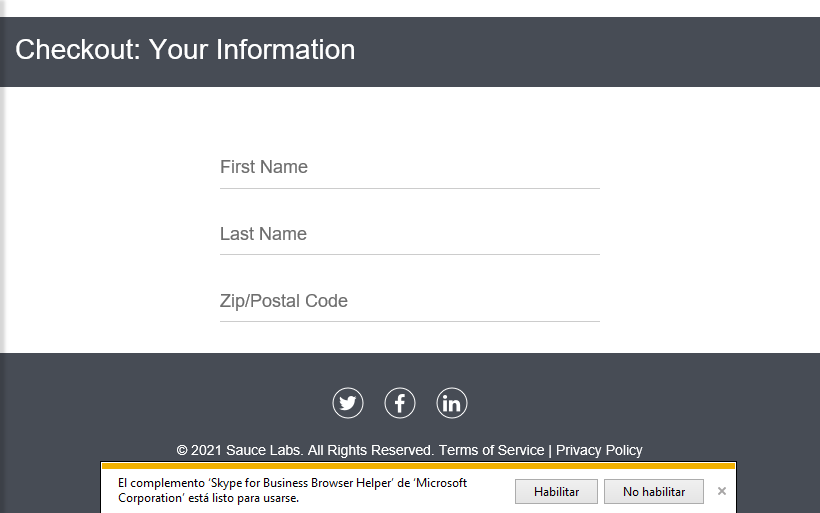 Checkout: Your Information
First Name
Last Name
Zip/Postal Code
© 2021 Sauce Labs. All Rights Reserved. Terms of Service | Privacy Policy
El complemento ‘Skype for Business Browser Helper’ de ‘Microsoft
Corporation’ está listo para usarse.
Habilitar
No habilitar